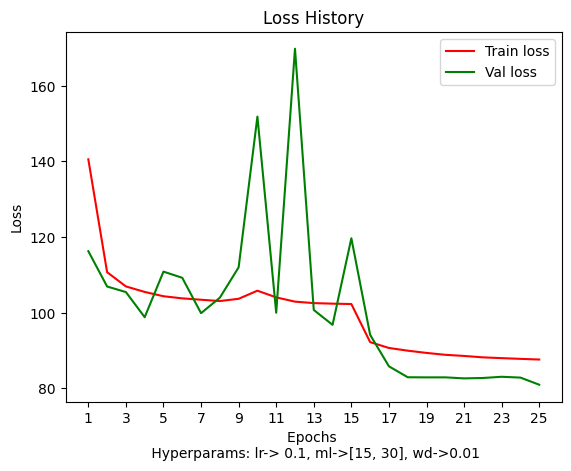 Loss History
Train loss
Val loss
Loss
160
140
120
100
80
1 3 5 7 9 11 13 15 17 19 21 23 25
Epochs
Hyperparams: lr-> 0.1, ml->[15, 30], wd->0.01